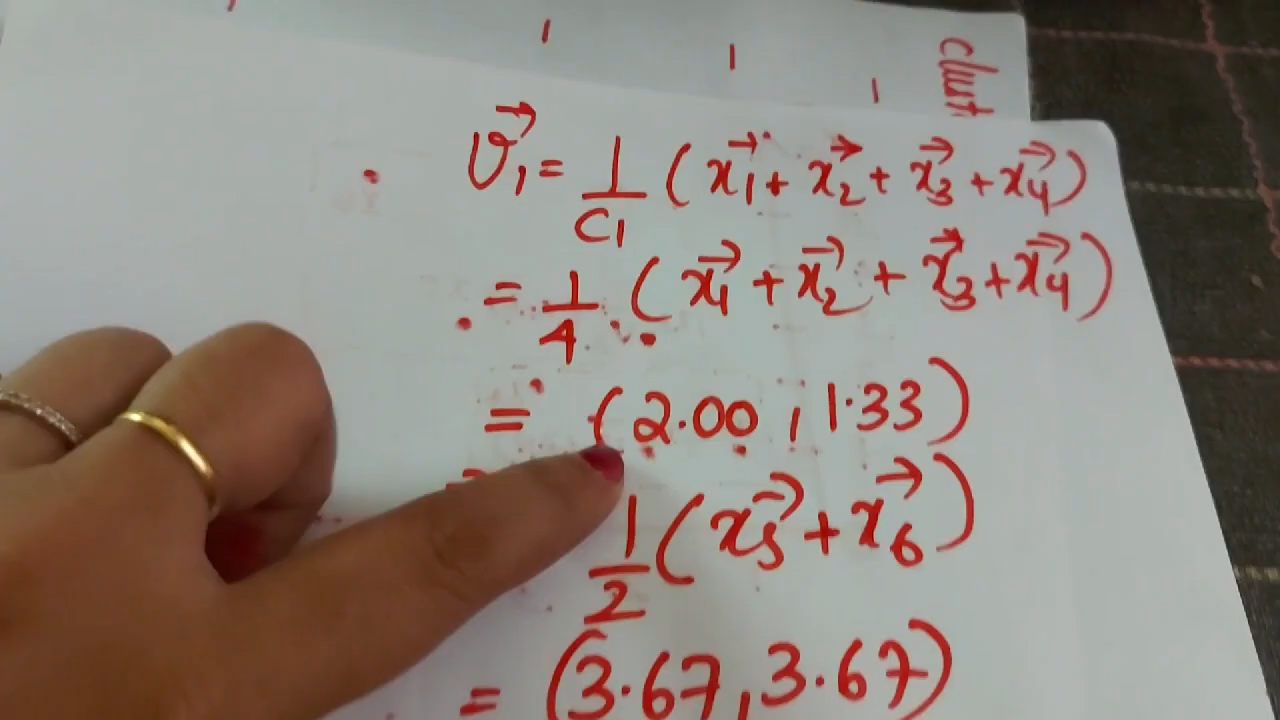 clust
v⃗₁ = 1/C₁ (x⃗₁ + x⃗₂ + x⃗₃ + x⃗₄)
= 1/4 (x⃗₁ + x⃗₂ + x⃗₃ + x⃗₄)
= (2.00, 1.33)
1/2 (x⃗₅ + x⃗₆)
= (3.67, 3.67)